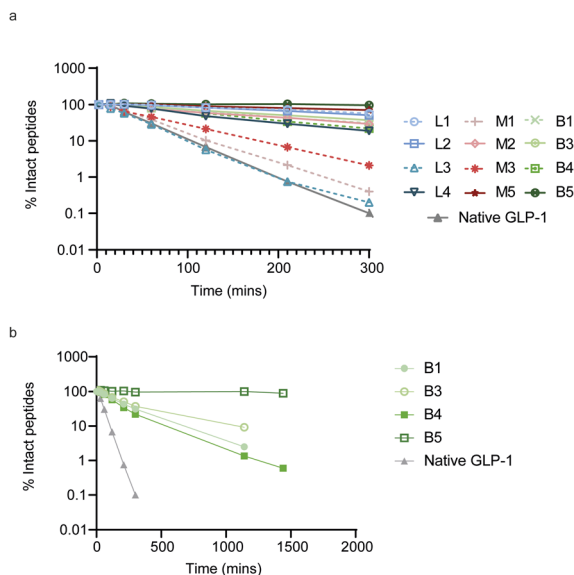 a
1000
100
10
1
0.1
0.01
% Intact peptides
0 120 200 300
Time (mins)
L1 M1 B1
L2 M2 B3
L3 M3 B4
L4 M5 B5
Native GLP-1
b
1000
100
10
1
0.1
0.01
% Intact peptides
0 500 1000 1500 2000
Time (mins)
B1
B3
B4
B5
Native GLP-1